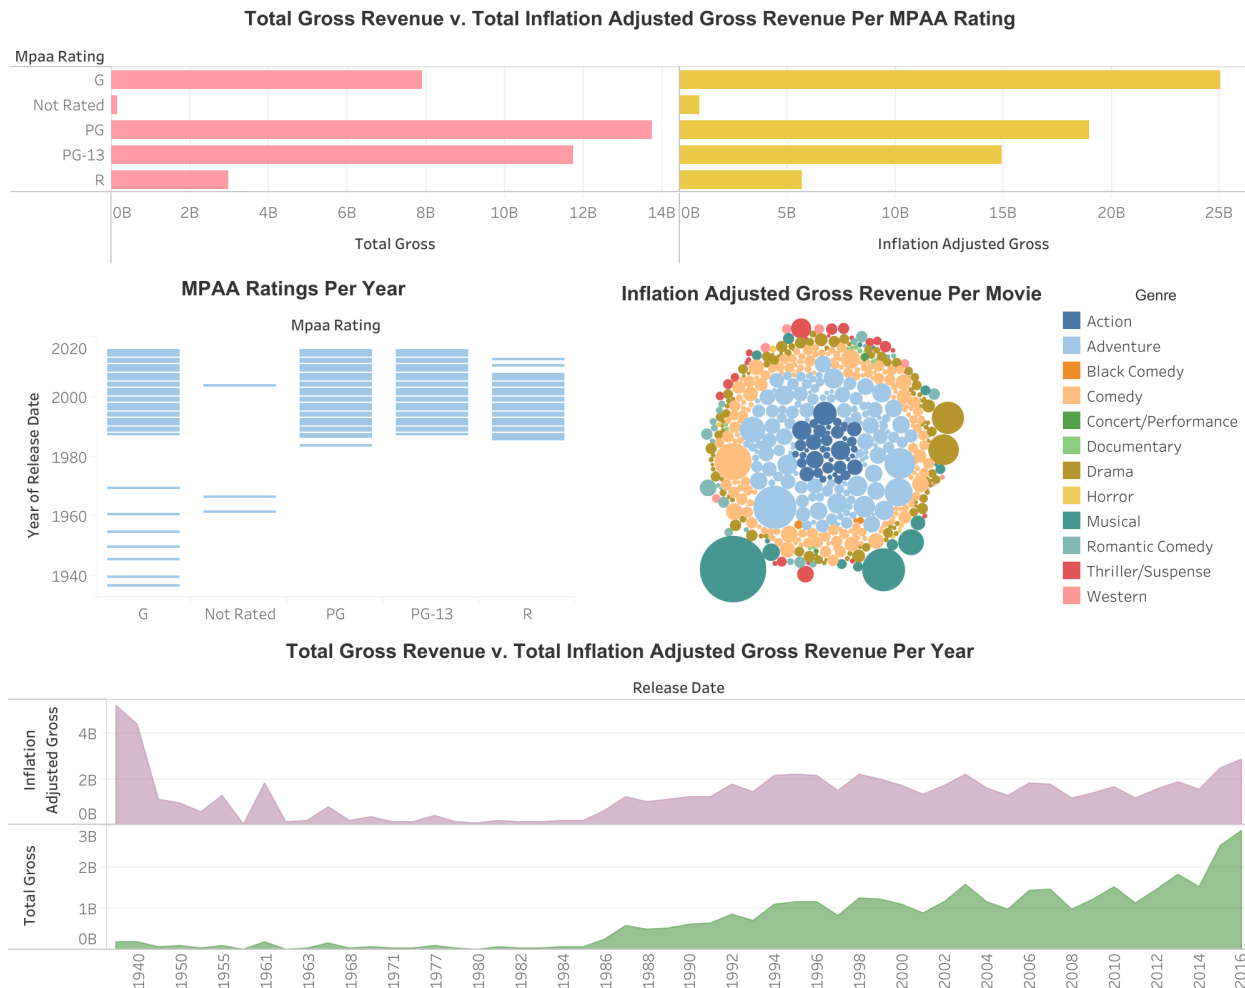 Total Gross Revenue v. Total Inflation Adjusted Gross Revenue Per MPAA Rating
Mpaa Rating
G
Not Rated
PG
PG-13
R
0B 2B 4B 6B 8B 10B 12B 14B 0B 5B 10B 15B 20B 25B
Total Gross Inflation Adjusted Gross
MPAA Ratings Per Year
Mpaa Rating
Year of Release Date
2020
2000
1980
1960
1940
G Not Rated PG PG-13 R
Inflation Adjusted Gross Revenue Per Movie
Genre
Action
Adventure
Black Comedy
Comedy
Concert/Performance
Documentary
Drama
Horror
Musical
Romantic Comedy
Thriller/Suspense
Western
Total Gross Revenue v. Total Inflation Adjusted Gross Revenue Per Year
Release Date
Inflation
Adjusted Gross
4B
2B
0B
Total Gross
3B
2B
1B
0B
1940 1950 1955 1961 1963 1968 1971 1977 1980 1982 1984 1986 1988 1990 1992 1994 1996 1998 2000 2002 2004 2006 2008 2010 2012 2014 2016